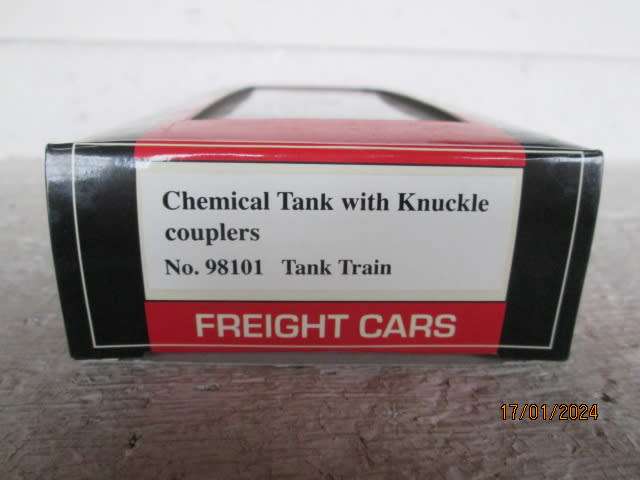 Chemical Tank with Knuckle
couplers
No. 98101 Tank Train
FREIGHT CARS
17/01/2024